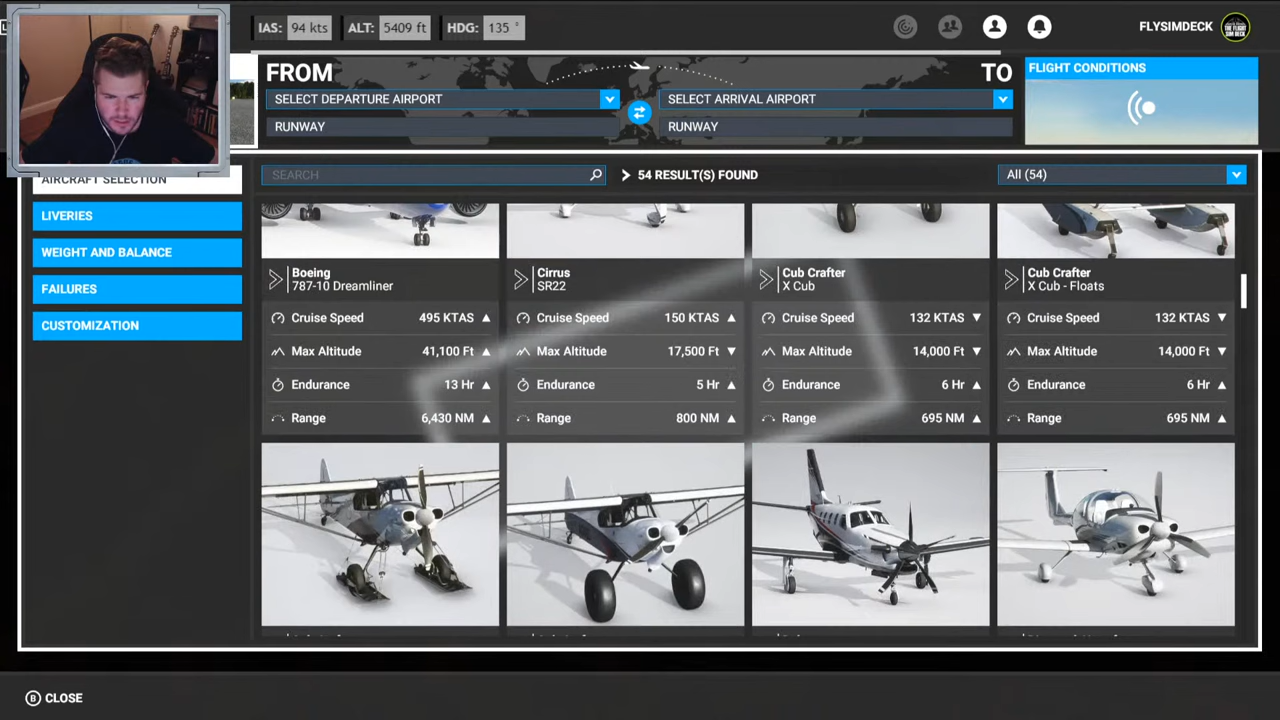 IAS: 94 kts ALT: 5409 ft HDG: 135 °
FLYSIMDECK
FROM
TO
SELECT DEPARTURE AIRPORT
SELECT ARRIVAL AIRPORT
RUNWAY
RUNWAY
FLIGHT CONDITIONS
AIRCRAFT SELECTION
LIVERIES
WEIGHT AND BALANCE
FAILURES
CUSTOMIZATION
SEARCH
54 RESULT(S) FOUND
All (54)
Boeing
787-10 Dreamliner
Cruise Speed 495 KTAS
Max Altitude 41,100 Ft
Endurance 13 Hr
Range 6,430 NM
Cirrus
SR22
Cruise Speed 150 KTAS
Max Altitude 17,500 Ft
Endurance 5 Hr
Range 800 NM
Cub Crafter
X Cub
Cruise Speed 132 KTAS
Max Altitude 14,000 Ft
Endurance 6 Hr
Range 695 NM
Cub Crafter
X Cub - Floats
Cruise Speed 132 KTAS
Max Altitude 14,000 Ft
Endurance 6 Hr
Range 695 NM
B CLOSE